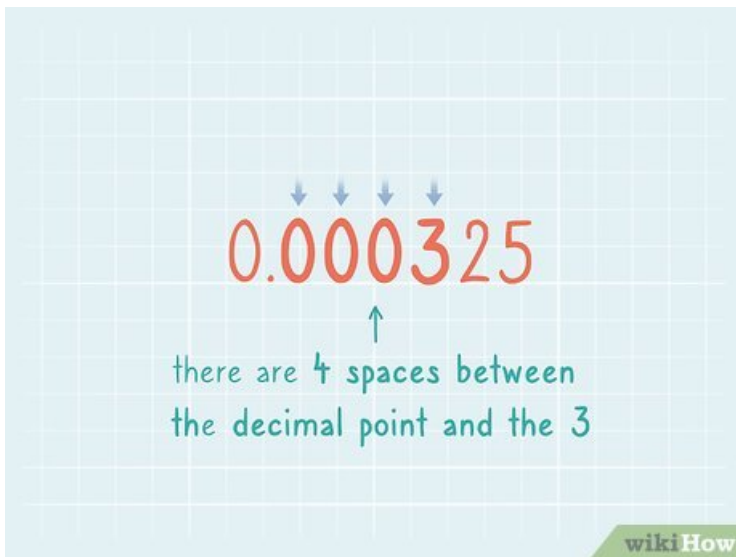 0.000325
there are 4 spaces between
the decimal point and the 3
wikiHow